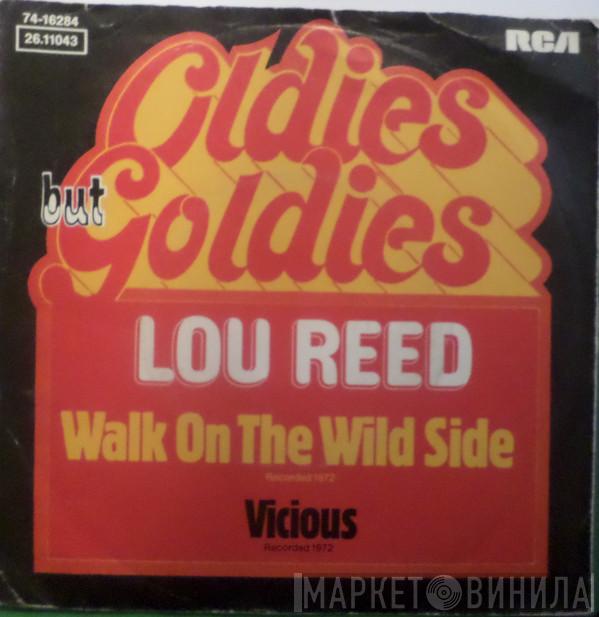 74-16284
26.11043
RCA
Oldies
but
Goldies
LOU REED
Walk On The Wild Side
Recorded 1972
Vicious
Recorded 1972
МАРКЕТ ВИНИЛА